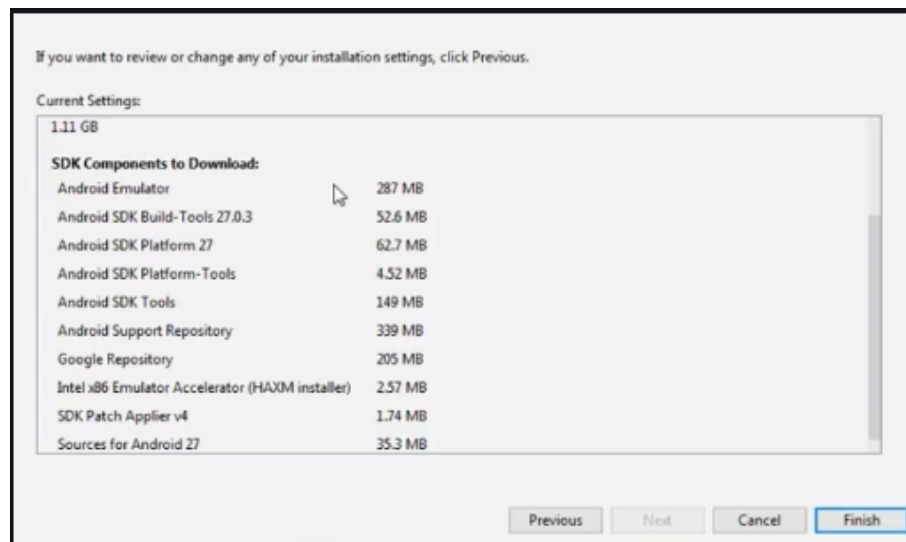 If you want to review or change any of your installation settings, click Previous.
Current Settings:
1.11 GB
SDK Components to Download:
Android Emulator 287 MB
Android SDK Build-Tools 27.0.3 52.6 MB
Android SDK Platform 27 62.7 MB
Android SDK Platform-Tools 4.52 MB
Android SDK Tools 149 MB
Android Support Repository 339 MB
Google Repository 205 MB
Intel x86 Emulator Accelerator (HAXM installer) 2.57 MB
SDK Patch Applier v4 1.74 MB
Sources for Android 27 35.3 MB
Previous Next Cancel Finish